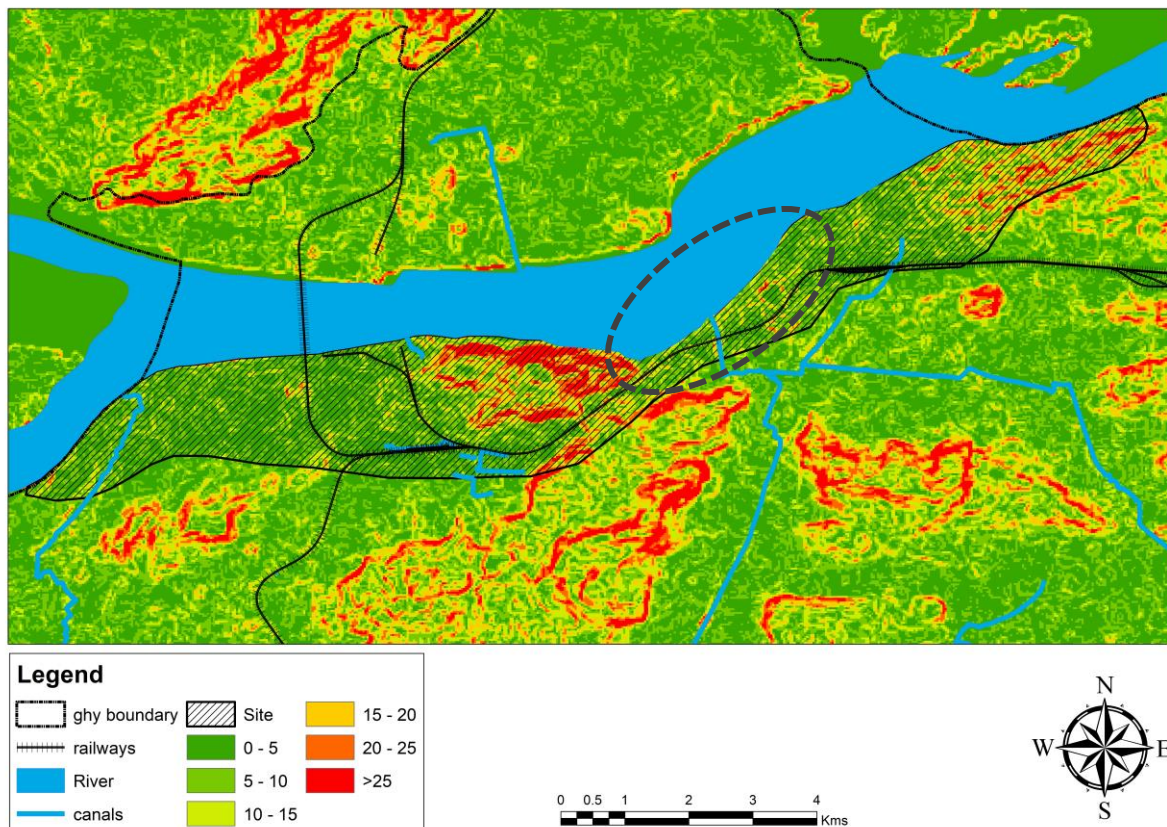 Legend
ghy boundary
railways
River
canals
Site
0 - 5
5 - 10
10 - 15
15 - 20
20 - 25
>25
0 0.5 1 2 3 4
Kms
N
W E
S